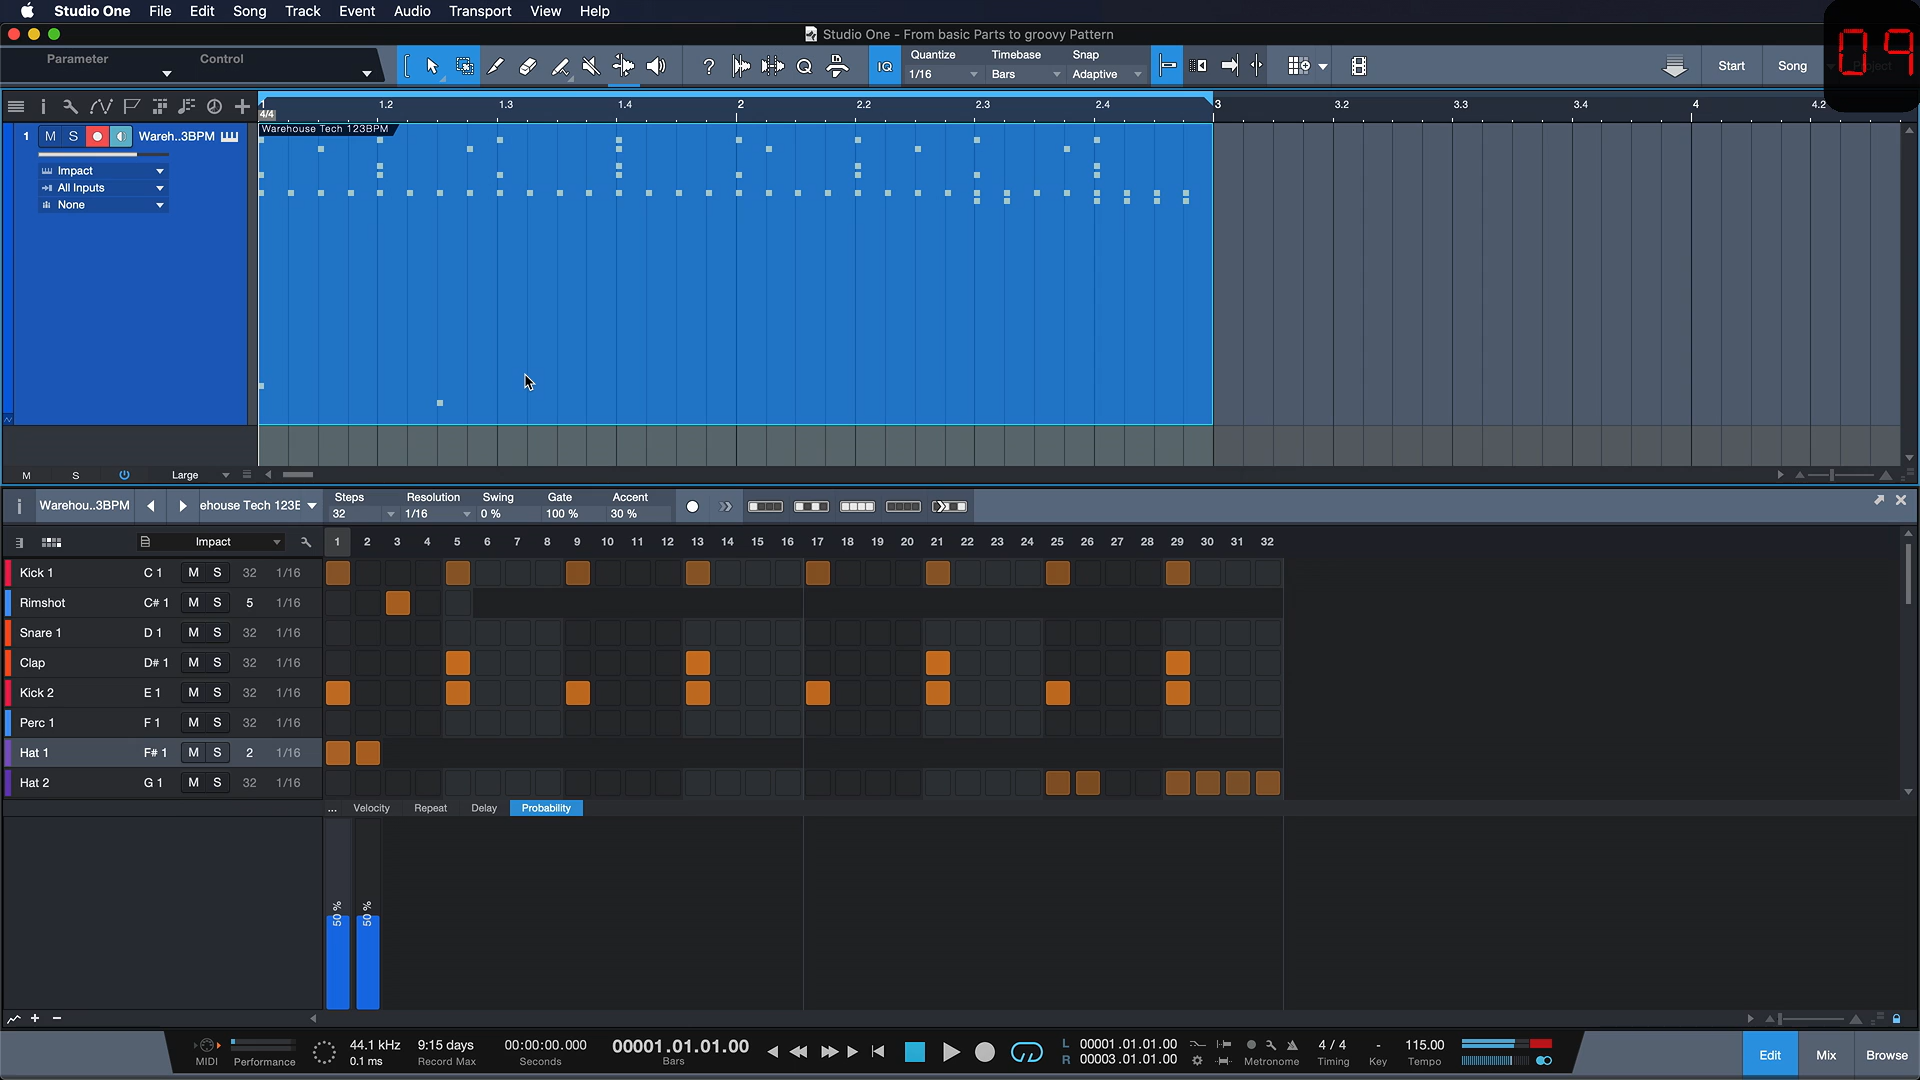 Studio One File Edit Song Track Event Audio Transport View Help
Studio One - From basic Parts to groovy Pattern
09
Parameter Control
IQ
Quantize Timebase Snap
1/16 Bars Adaptive
Start Song Project
1 1.2 1.3 1.4 2 2.2 2.3 2.4 3 3.2 3.3 3.4 4 4.2
4/4
Warehouse Tech 123BPM
1 M S Wareh..3BPM
Impact
All Inputs
None
M S Large
Warehou..3BPM ehouse Tech 123E
Steps Resolution Swing Gate Accent
32 1/16 0 % 100 % 30 %
Impact 1 2 3 4 5 6 7 8 9 10 11 12 13 14 15 16 17 18 19 20 21 22 23 24 25 26 27 28 29 30 31 32
Kick 1 C 1 M S 32 1/16
Rimshot C# 1 M S 5 1/16
Snare 1 D 1 M S 32 1/16
Clap D# 1 M S 32 1/16
Kick 2 E 1 M S 32 1/16
Perc 1 F 1 M S 32 1/16
Hat 1 F# 1 M S 2 1/16
Hat 2 G 1 M S 32 1/16
... Velocity Repeat Delay Probability
50 % 50 %
MIDI Performance
44.1 kHz 9:15 days 00:00:00.000 00001.01.01.00
0.1 ms Record Max Seconds Bars
L 00001.01.01.00
R 00003.01.01.00
Metronome
4 / 4 - 115.00
Timing Key Tempo
Edit Mix Browse